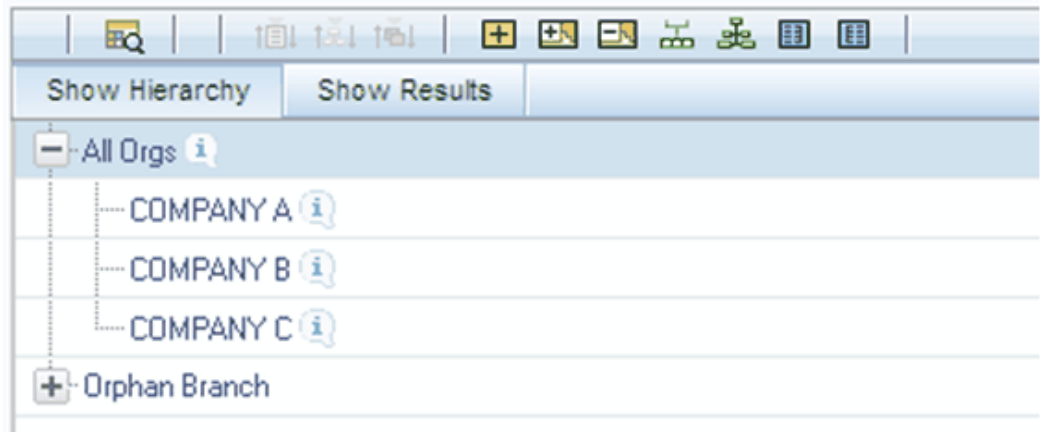 Show Hierarchy Show Results
All Orgs
COMPANY A
COMPANY B
COMPANY C
Orphan Branch